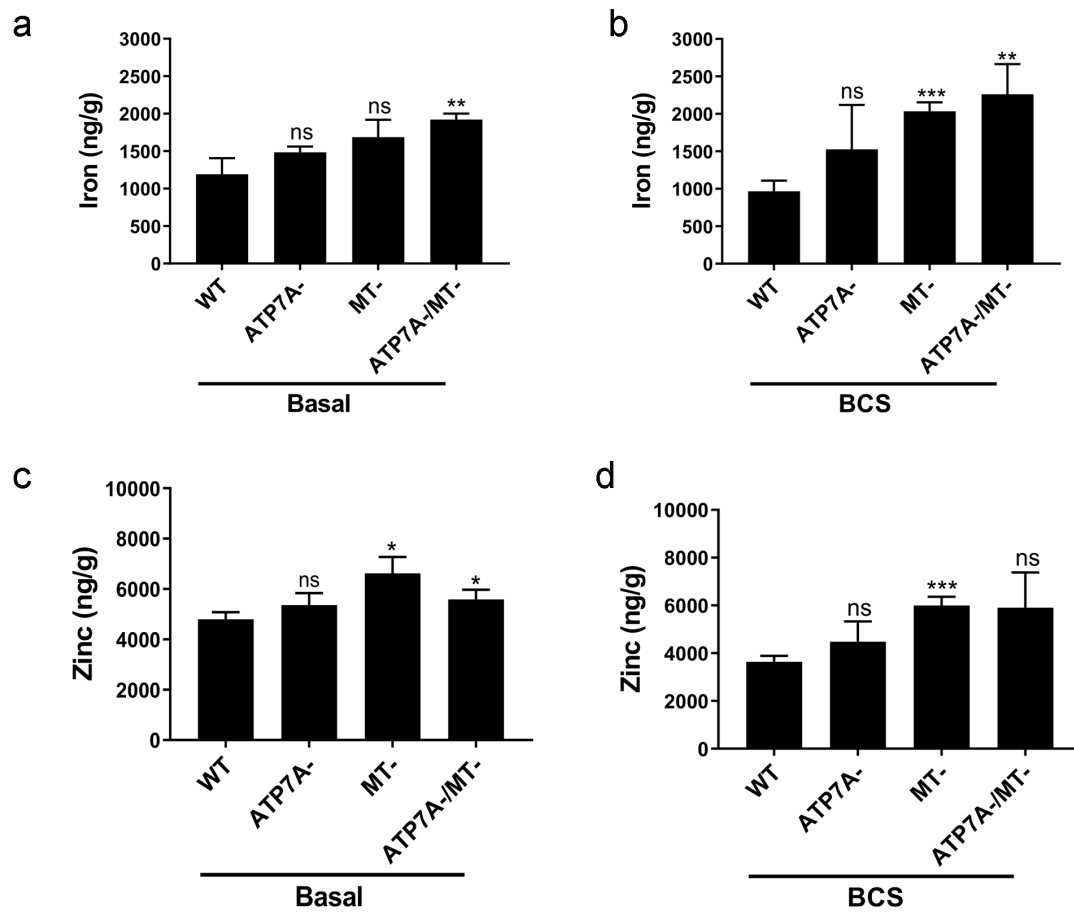 a
3000
2500
2000
1500
1000
500
0
Iron (ng/g)
ns
ns
**
WT
ATP7A-
MT-
ATP7A-/MT-
Basal
b
3000
2500
2000
1500
1000
500
0
Iron (ng/g)
ns
***
**
WT
ATP7A-
MT-
ATP7A-/MT-
BCS
c
10000
8000
6000
4000
2000
0
Zinc (ng/g)
ns
*
*
WT
ATP7A-
MT-
ATP7A-/MT-
Basal
d
10000
8000
6000
4000
2000
0
Zinc (ng/g)
ns
***
ns
WT
ATP7A-
MT-
ATP7A-/MT-
BCS